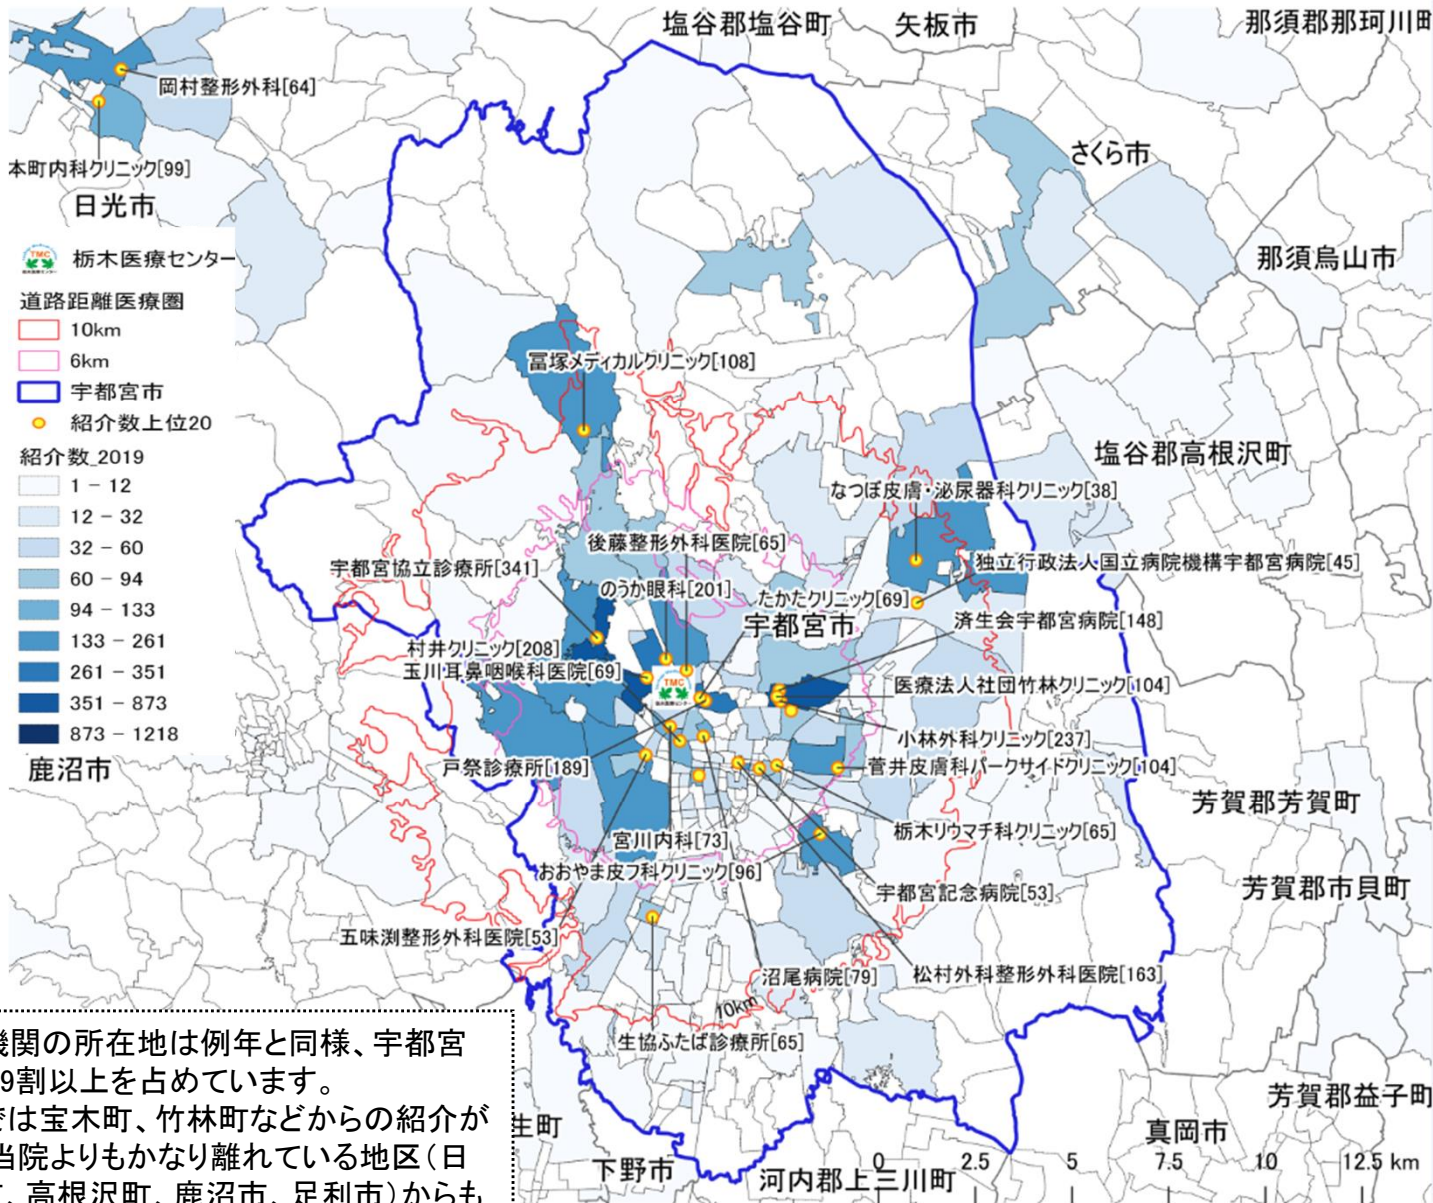 塩谷郡塩谷町
矢板市
那須郡那珂川町
岡村整形外科[64]
本町内科クリニック[99]
日光市
さくら市
那須烏山市
TMC
栃木医療センター
道路距離医療圏
10km
6km
宇都宮市
紹介数上位20
紹介数_2019
1 - 12
12 - 32
32 - 60
60 - 94
94 - 133
133 - 261
261 - 351
351 - 873
873 - 1218
鹿沼市
冨塚メディカルクリニック[108]
塩谷郡高根沢町
なつぼ皮膚・泌尿器科クリニック[38]
後藤整形外科医院[65]
宇都宮協立診療所[341]
独立行政法人国立病院機構宇都宮病院[45]
のうか眼科[201]
たかたクリニック[69]
宇都宮市
済生会宇都宮病院[148]
村井クリニック[208]
玉川耳鼻咽喉科医院[69]
TMC
医療法人社団竹林クリニック[104]
小林外科クリニック[237]
戸祭診療所[189]
菅井皮膚科パークサイドクリニック[104]
芳賀郡芳賀町
栃木リウマチ科クリニック[65]
宮川内科[73]
おおやま皮フ科クリニック[96]
宇都宮記念病院[53]
芳賀郡市貝町
五味渕整形外科医院[53]
沼尾病院[79]
松村外科整形外科医院[163]
10km
生協ふたば診療所[65]
機関の所在地は例年と同様、宇都宮
9割以上を占めています。
では宝木町、竹林町などからの紹介が
当院よりもかなり離れている地区(日
市、高根沢町、鹿沼市、足利市)からも
生町
下野市
河内郡上三川町
真岡市
芳賀郡益子町
0 2.5 5 7.5 10 12.5 km